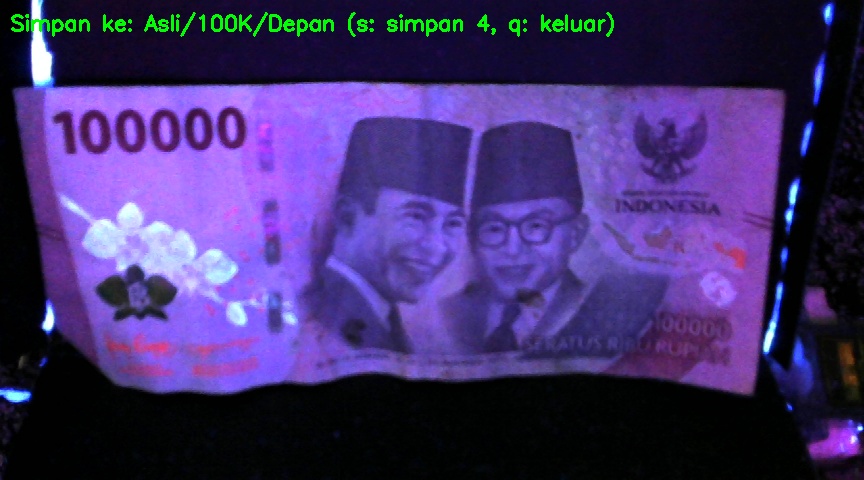 Simpan ke: Asli/100K/Depan (s: simpan 4, q: keluar)
100000
INDONESIA
100000
SERATUS RIBU RUPIAH